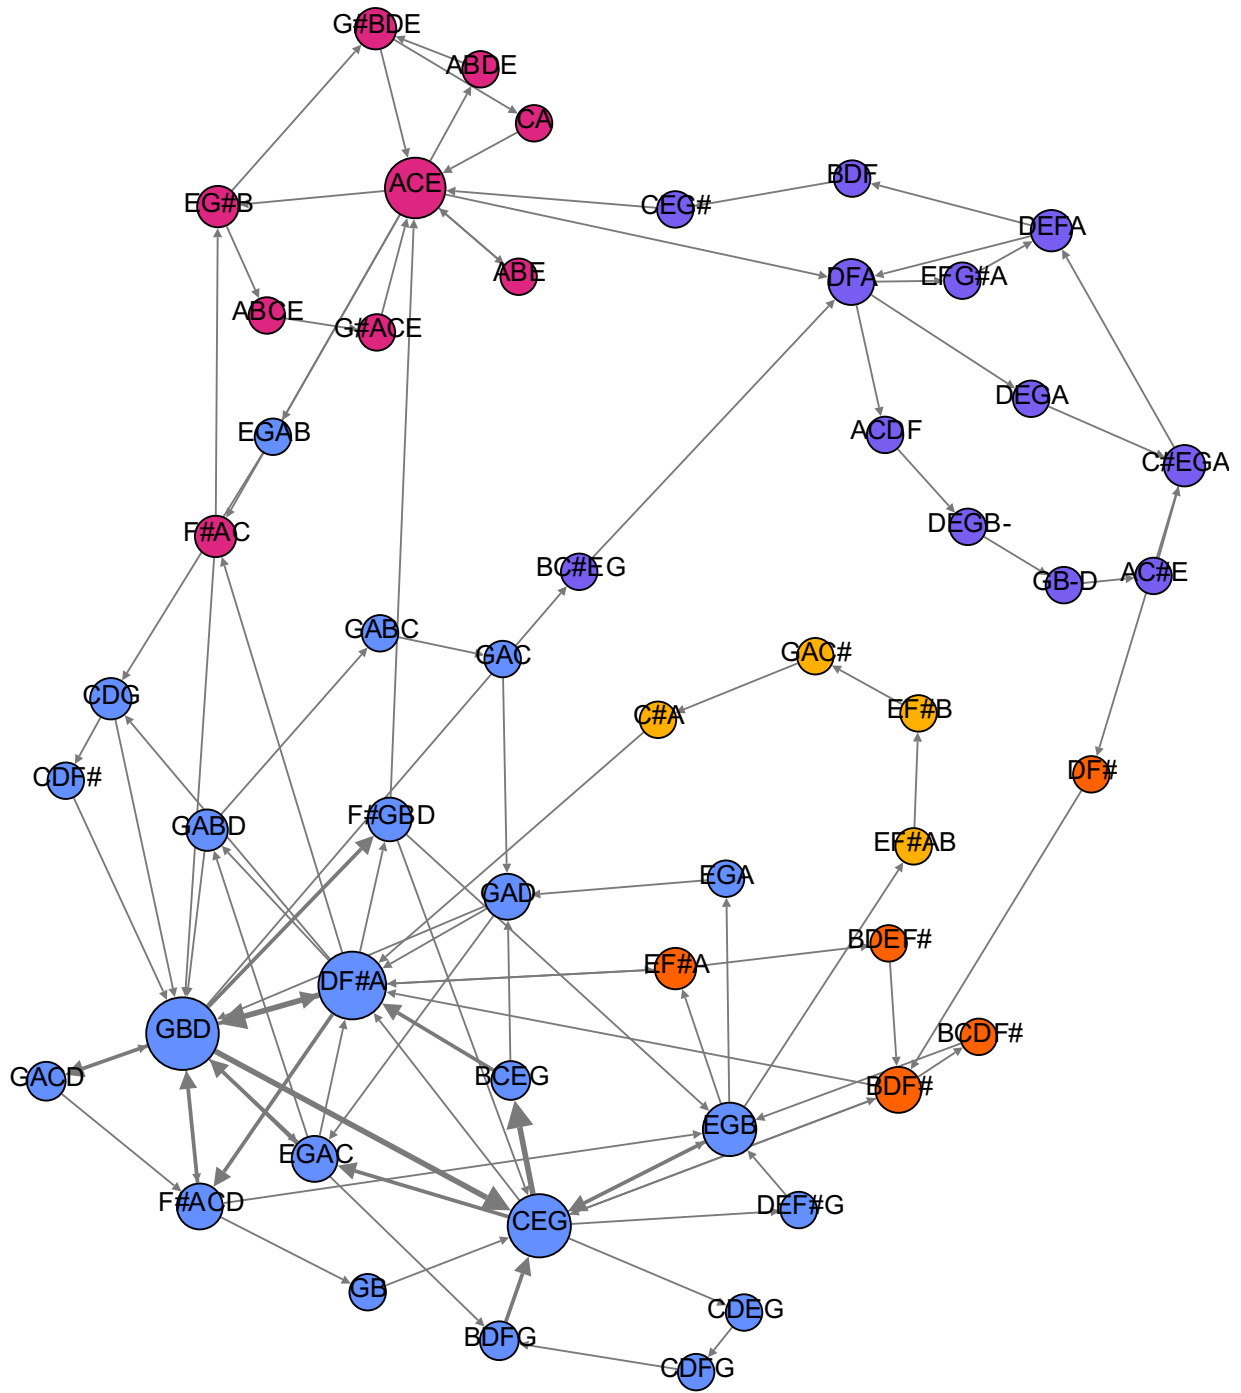 G#BDE
ABDE
CA
ACE
BDF
EG#B
CEG#
DEFA
ABE
DFA
EFG#A
ABCE
G#ACE
DEGA
EGAB
ACDF
C#EGA
DEGB-
F#AC
BC#EG
GB-D
AC#E
GABC
GAC
GAC#
CDG
C#A
EF#B
CDF#
DF#
GABD
F#GBD
EF#AB
GAD
EGA
BDEF#
EF#A
DF#A
GBD
BCDF#
GACD
BCEG
BDF#
EGB
EGAC
F#ACD
DEF#G
CEG
GB
CDEG
BDFG
CDFG